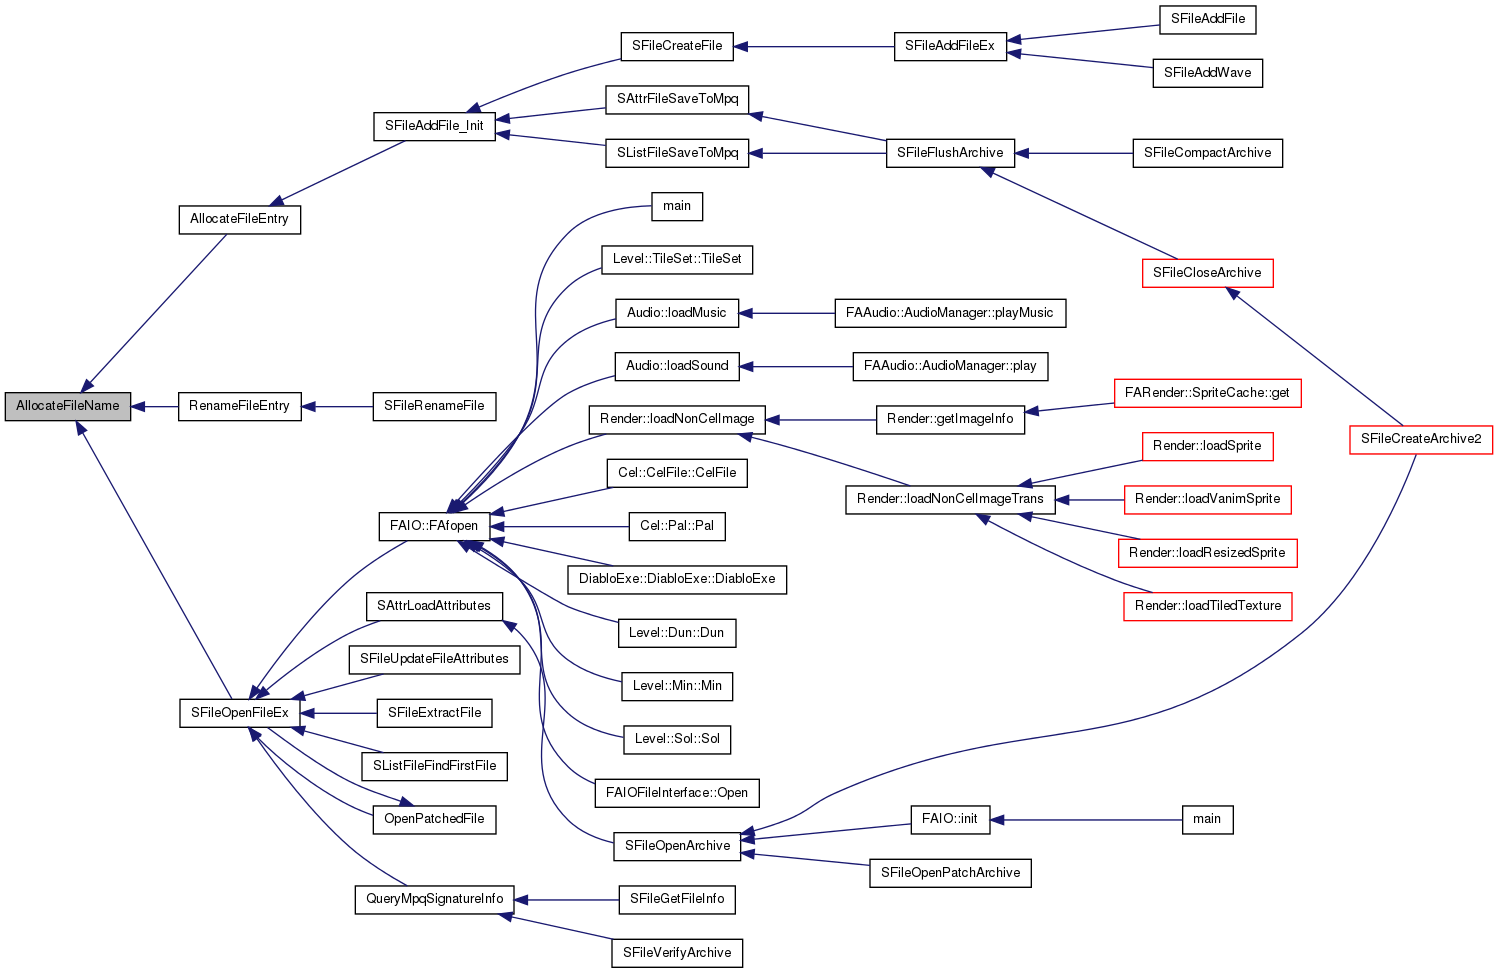 SFileAddFile
SFileCreateFile
SFileAddFileEx
SFileAddWave
SAttrFileSaveToMpq
SFileAddFile_Init
SListFileSaveToMpq
SFileFlushArchive
SFileCompactArchive
main
AllocateFileEntry
Level::TileSet::TileSet
SFileCloseArchive
Audio::loadMusic
FAAudio::AudioManager::playMusic
Audio::loadSound
FAAudio::AudioManager::play
FARender::SpriteCache::get
AllocateFileName
RenameFileEntry
SFileRenameFile
Render::loadNonCelImage
Render::getImageInfo
SFileCreateArchive2
Render::loadSprite
Cel::CelFile::CelFile
Render::loadNonCelImageTrans
Render::loadVanimSprite
FAIO::FAfopen
Cel::Pal::Pal
Render::loadResizedSprite
DiabloExe::DiabloExe::DiabloExe
SAttrLoadAttributes
Render::loadTiledTexture
Level::Dun::Dun
SFileUpdateFileAttributes
Level::Min::Min
SFileOpenFileEx
SFileExtractFile
Level::Sol::Sol
SListFileFindFirstFile
FAIOFileInterface::Open
OpenPatchedFile
FAIO::init
main
SFileOpenArchive
SFileOpenPatchArchive
QueryMpqSignatureInfo
SFileGetFileInfo
SFileVerifyArchive